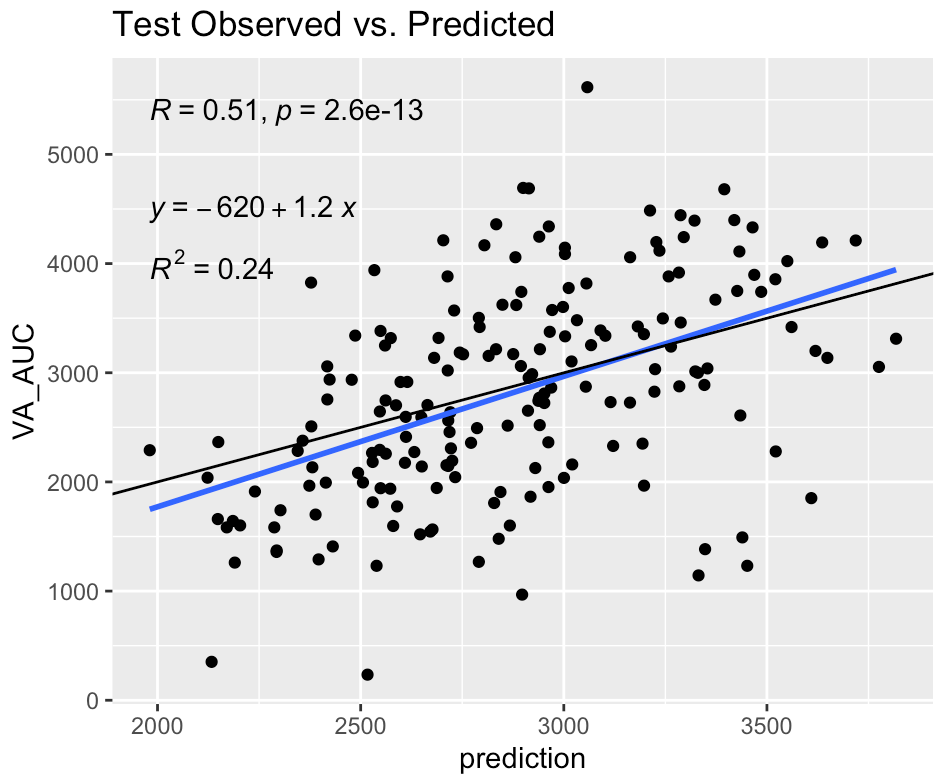 Test Observed vs. Predicted
R = 0.51, p = 2.6e-13
y = −620 + 1.2 x
R² = 0.24
5000
4000
3000
2000
1000
0
VA_AUC
2000 2500 3000 3500
prediction